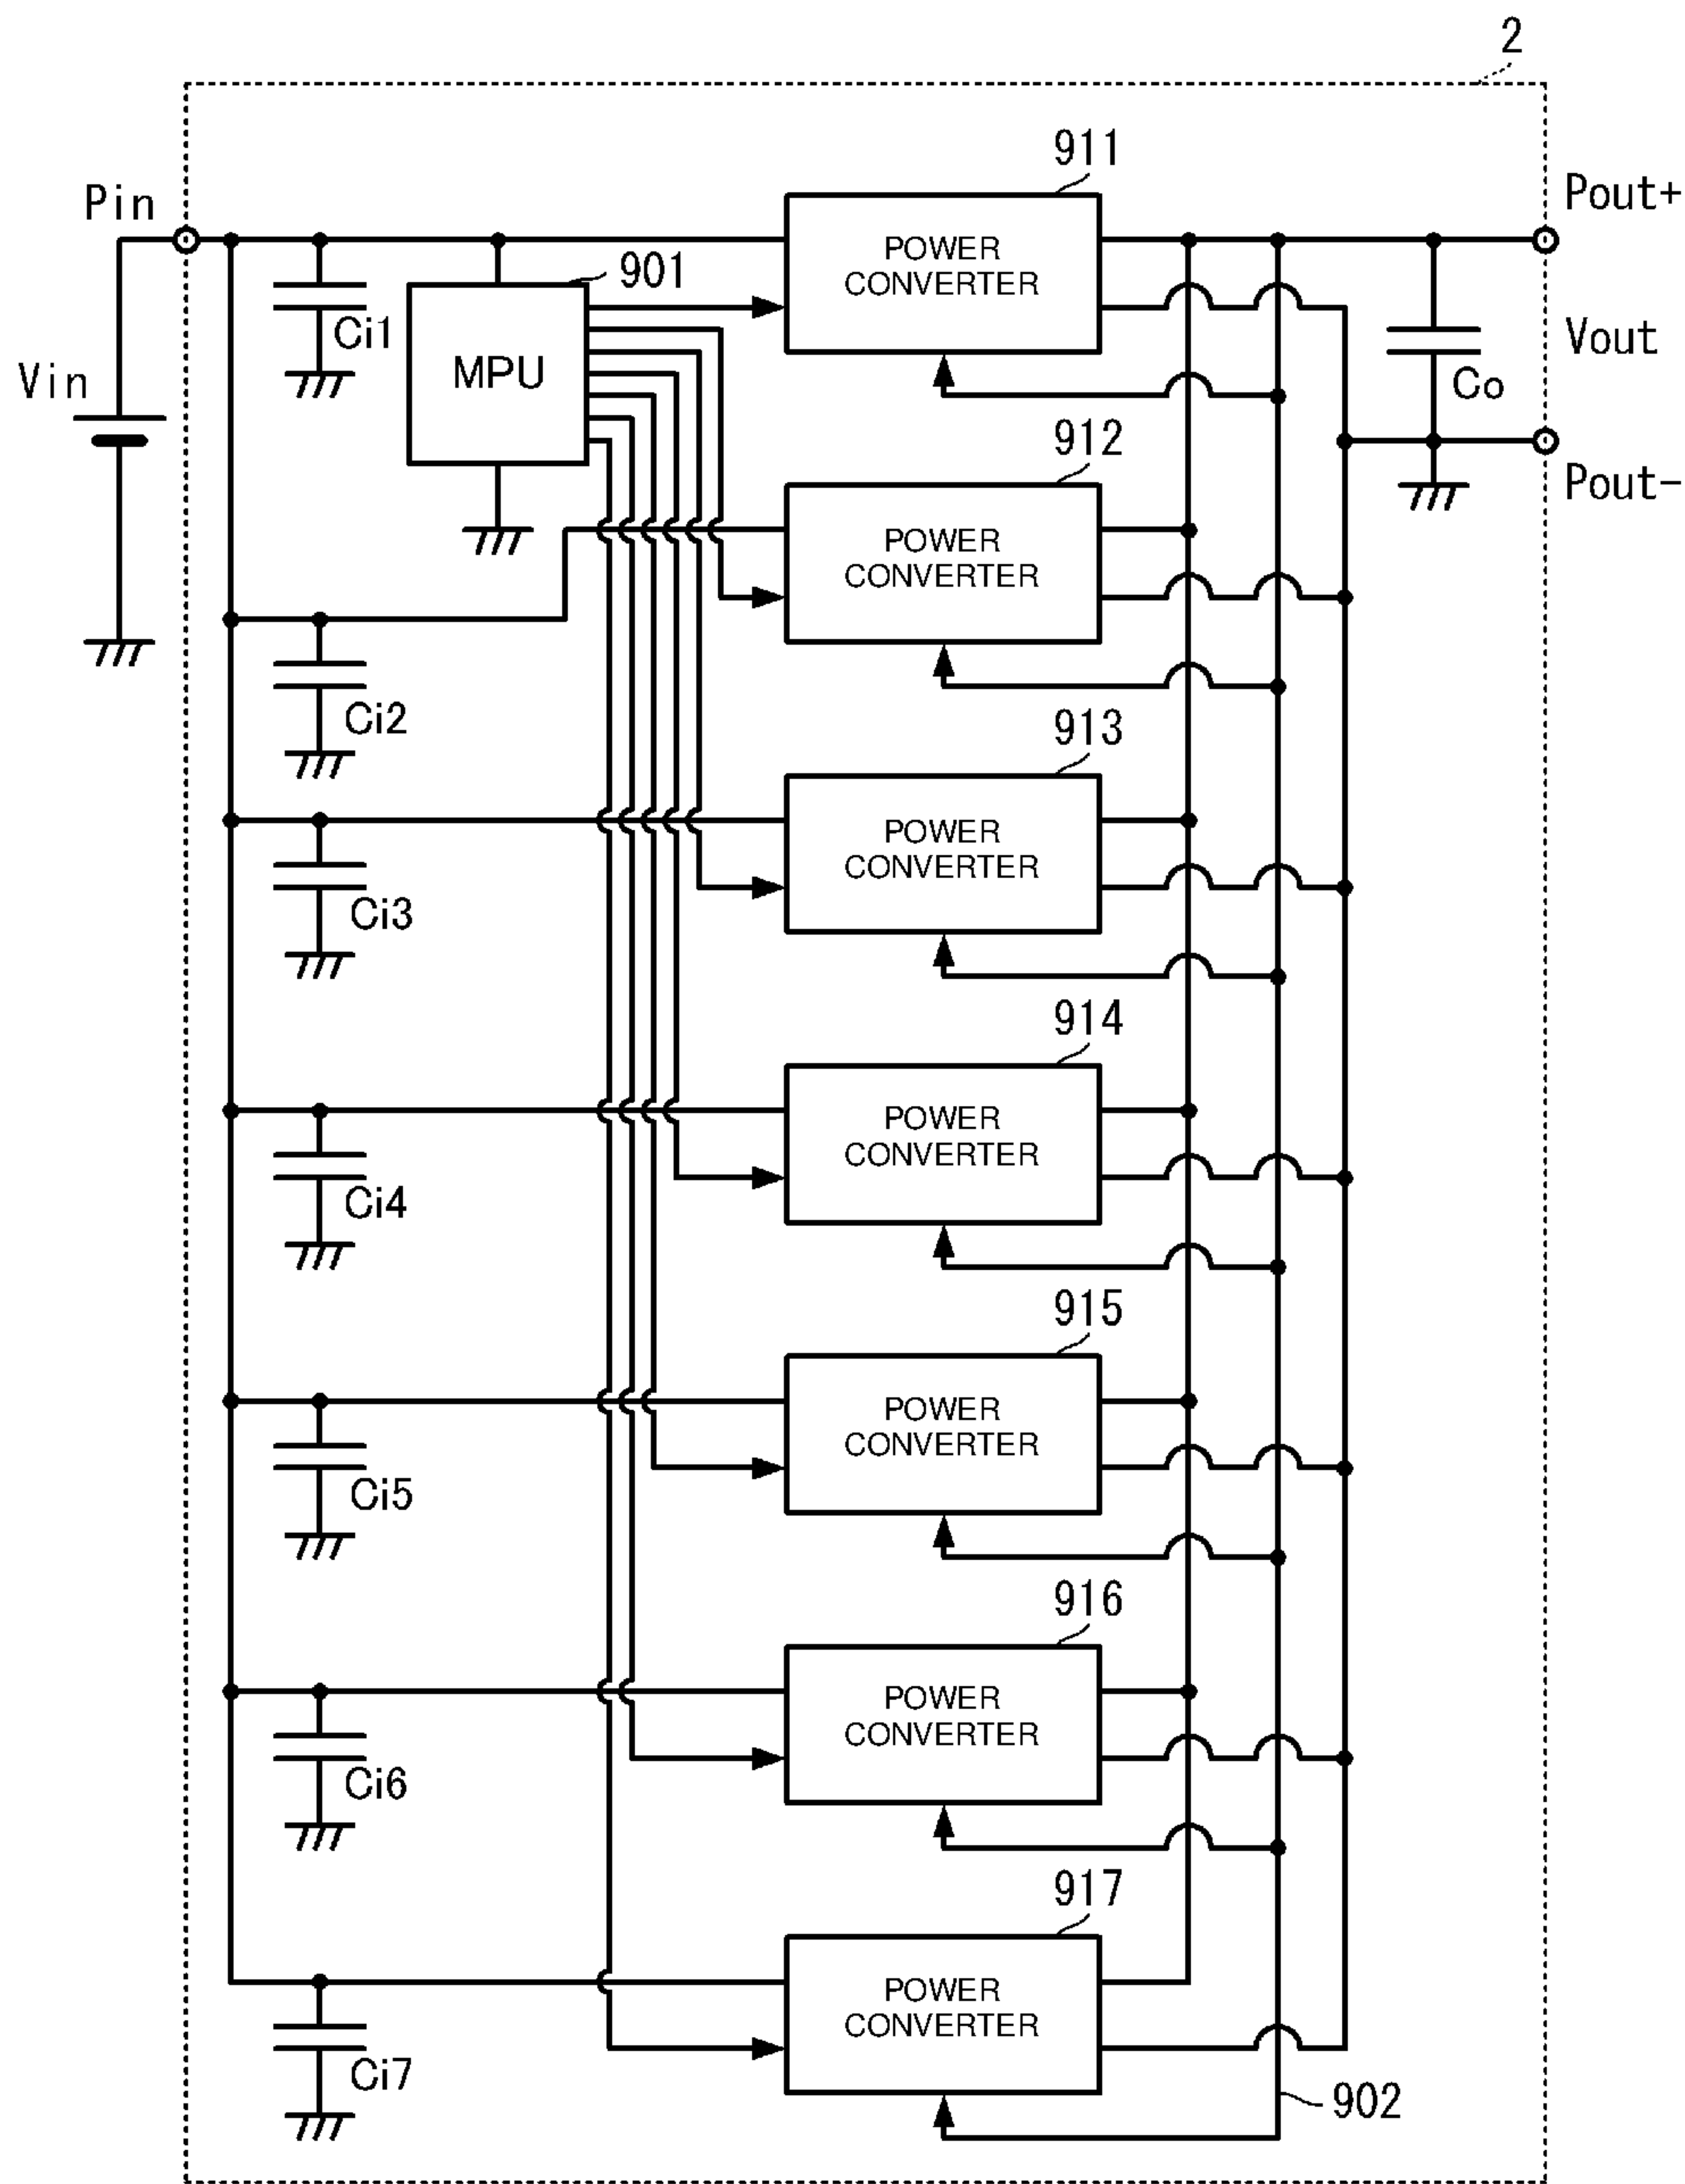 2
911
Pin
Pout+
POWER
CONVERTER
901
Ci1
MPU
Vin
Vout
Co
912
Pout-
POWER
CONVERTER
Ci2
913
POWER
CONVERTER
Ci3
914
POWER
CONVERTER
Ci4
915
POWER
CONVERTER
Ci5
916
POWER
CONVERTER
Ci6
917
POWER
CONVERTER
Ci7
902